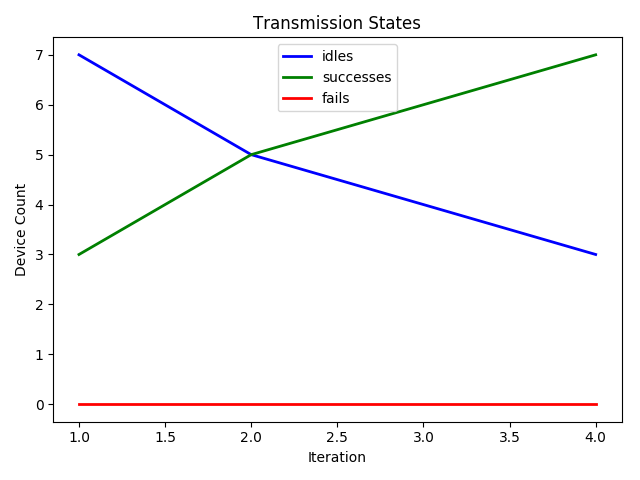 Transmission States
idles
successes
fails
Device Count
7
6
5
4
3
2
1
0
1.0 1.5 2.0 2.5 3.0 3.5 4.0
Iteration